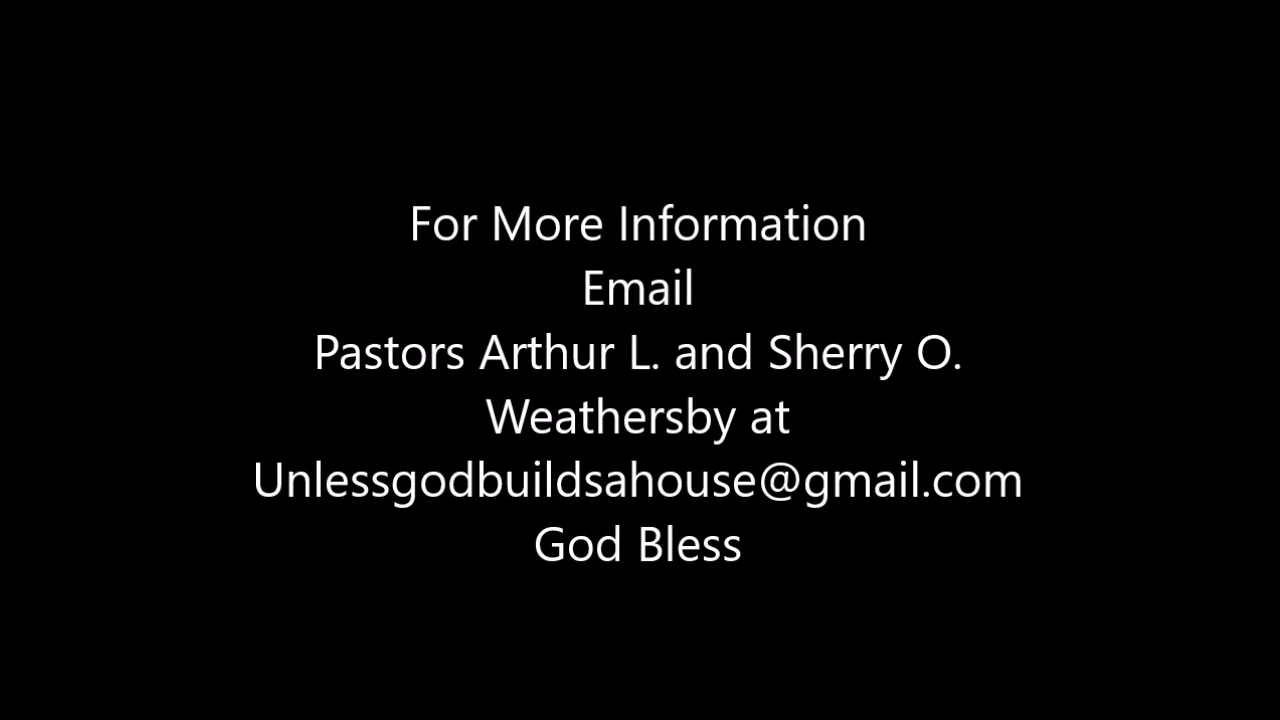 For More Information
Email
Pastors Arthur L. and Sherry O.
Weathersby at
Unlessgodbuildsahouse@gmail.com
God Bless